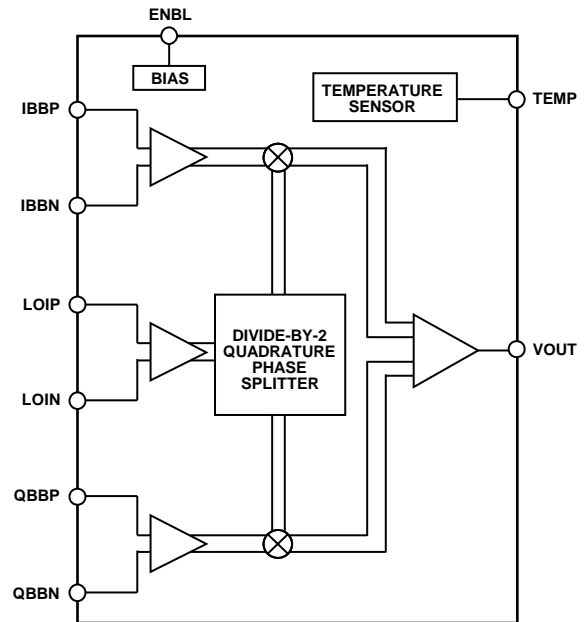 ENBL
BIAS
TEMPERATURE
SENSOR
TEMP
IBBP
IBBN
LOIP
DIVIDE-BY-2
QUADRATURE
PHASE
SPLITTER
VOUT
LOIN
QBBP
QBBN